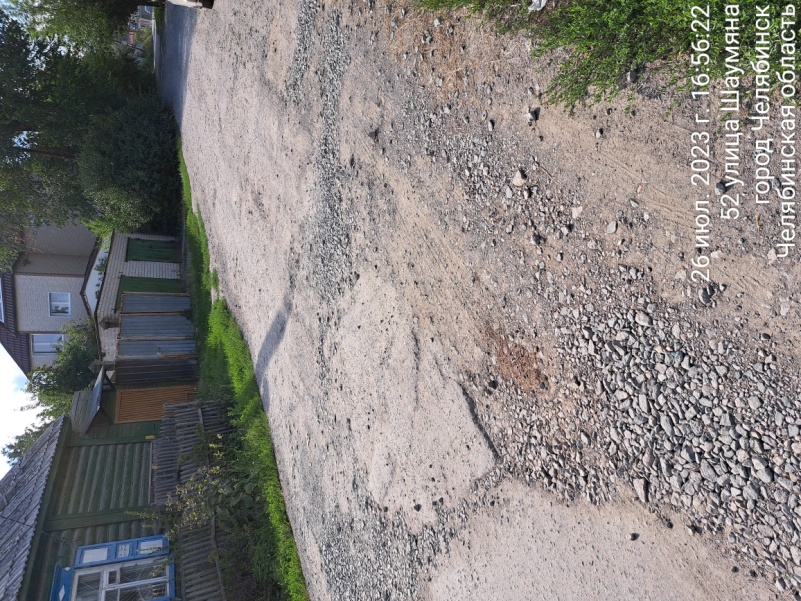 26 июл. 2023 г. 16:56:22
52 улица Шаумяна
город Челябинск
Челябинская область